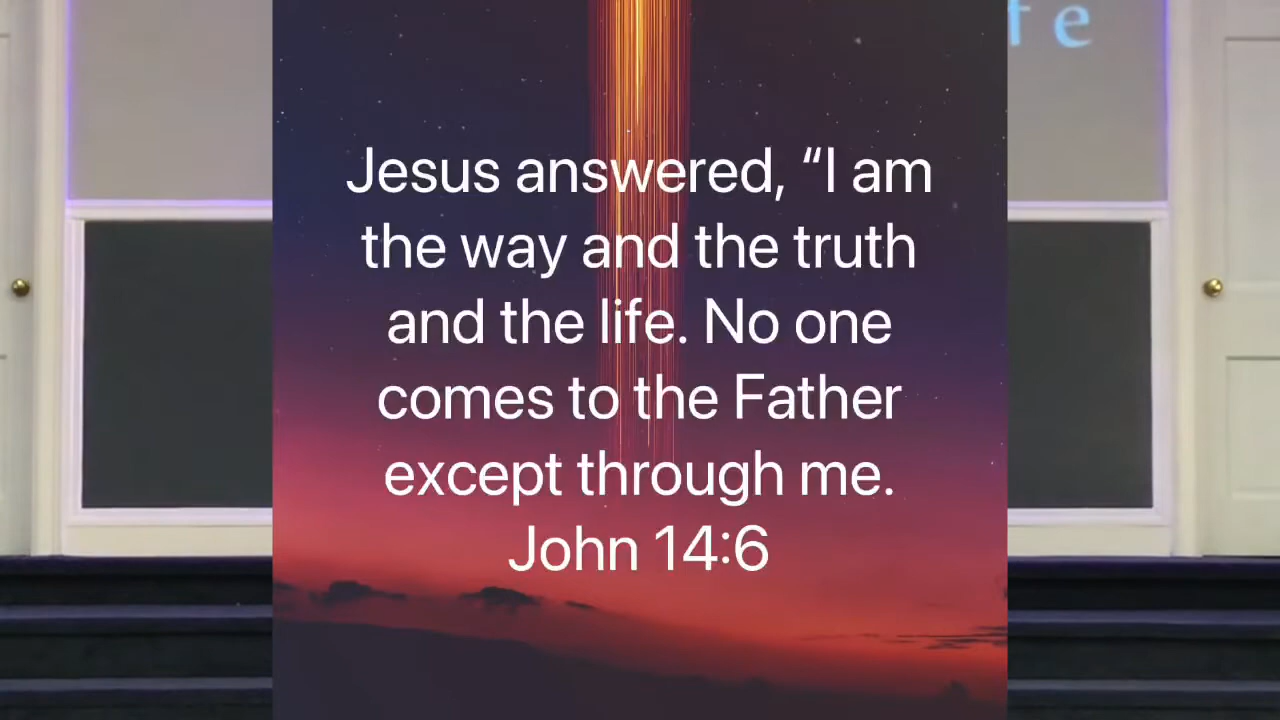 fe
Jesus answered, “I am
the way and the truth
and the life. No one
comes to the Father
except through me.
John 14:6